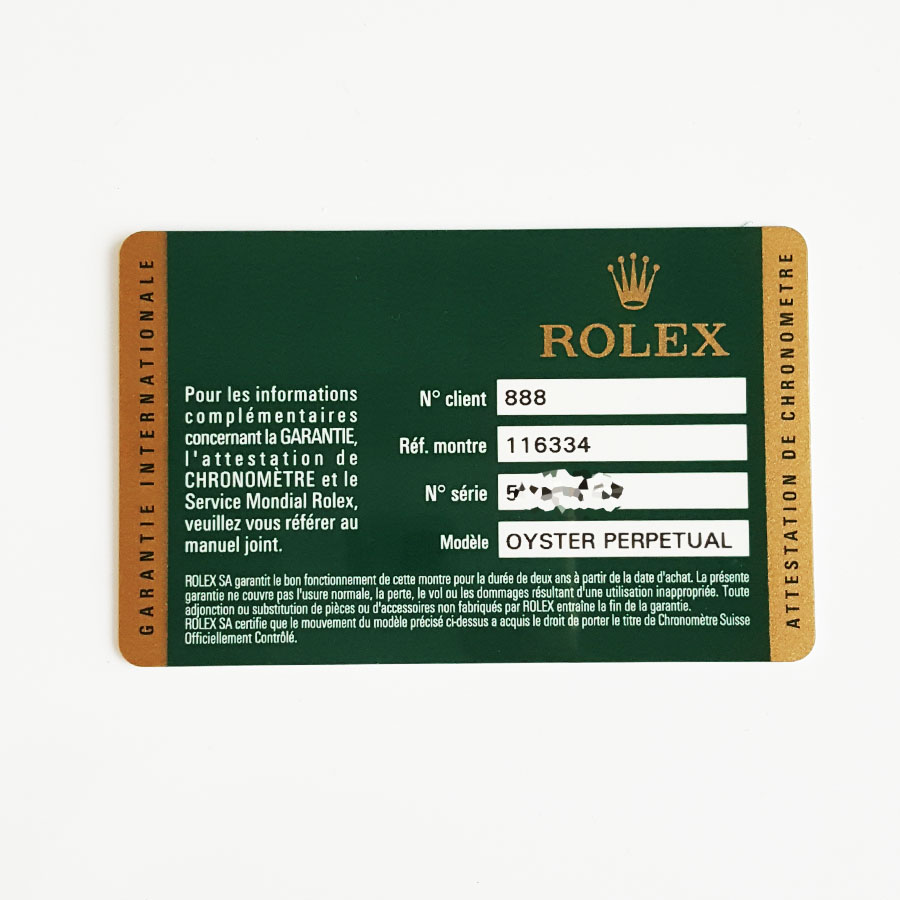 GARANTIE INTERNATIONALE
ROLEX
Pour les informations
complémentaires
concernant la GARANTIE,
l'attestation de
CHRONOMÈTRE et le
Service Mondial Rolex,
veuillez vous référer au
manuel joint.
N° client 888
Réf. montre 116334
N° série 5
Modèle OYSTER PERPETUAL
ROLEX SA garantit le bon fonctionnement de cette montre pour la durée de deux ans à partir de la date d'achat. La présente
garantie ne couvre pas l'usure normale, la perte, le vol ou les dommages résultant d'une utilisation inappropriée. Toute
adjonction ou substitution de pièces ou d'accessoires non fabriqués par ROLEX entraîne la fin de la garantie.
ROLEX SA certifie que le mouvement du modèle précisé ci-dessus a acquis le droit de porter le titre de Chronomètre Suisse
Officiellement Contrôlé.
ATTESTATION DE CHRONOMETRE